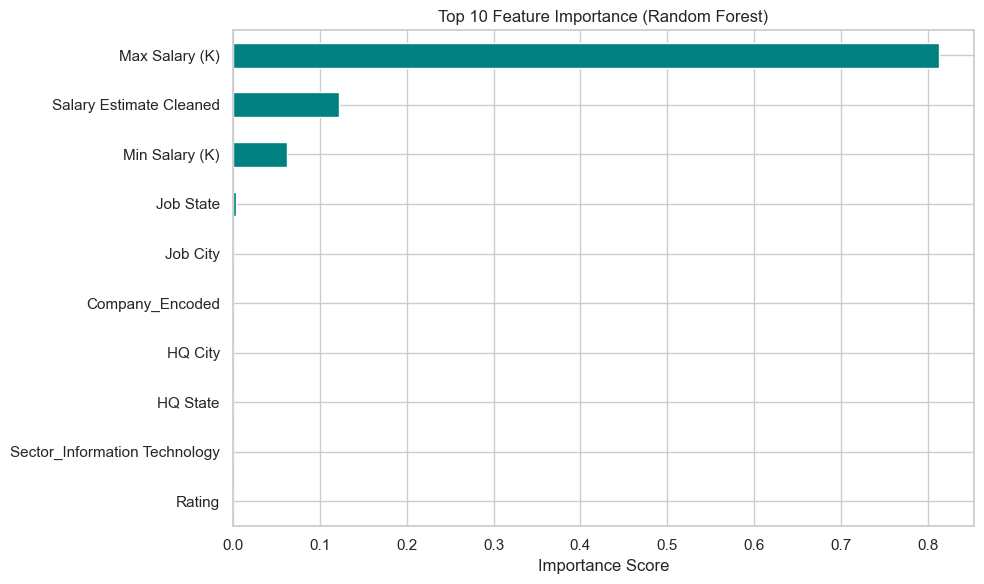 Top 10 Feature Importance (Random Forest)
Max Salary (K)
Salary Estimate Cleaned
Min Salary (K)
Job State
Job City
Company_Encoded
HQ City
HQ State
Sector_Information Technology
Rating
0.0 0.1 0.2 0.3 0.4 0.5 0.6 0.7 0.8
Importance Score